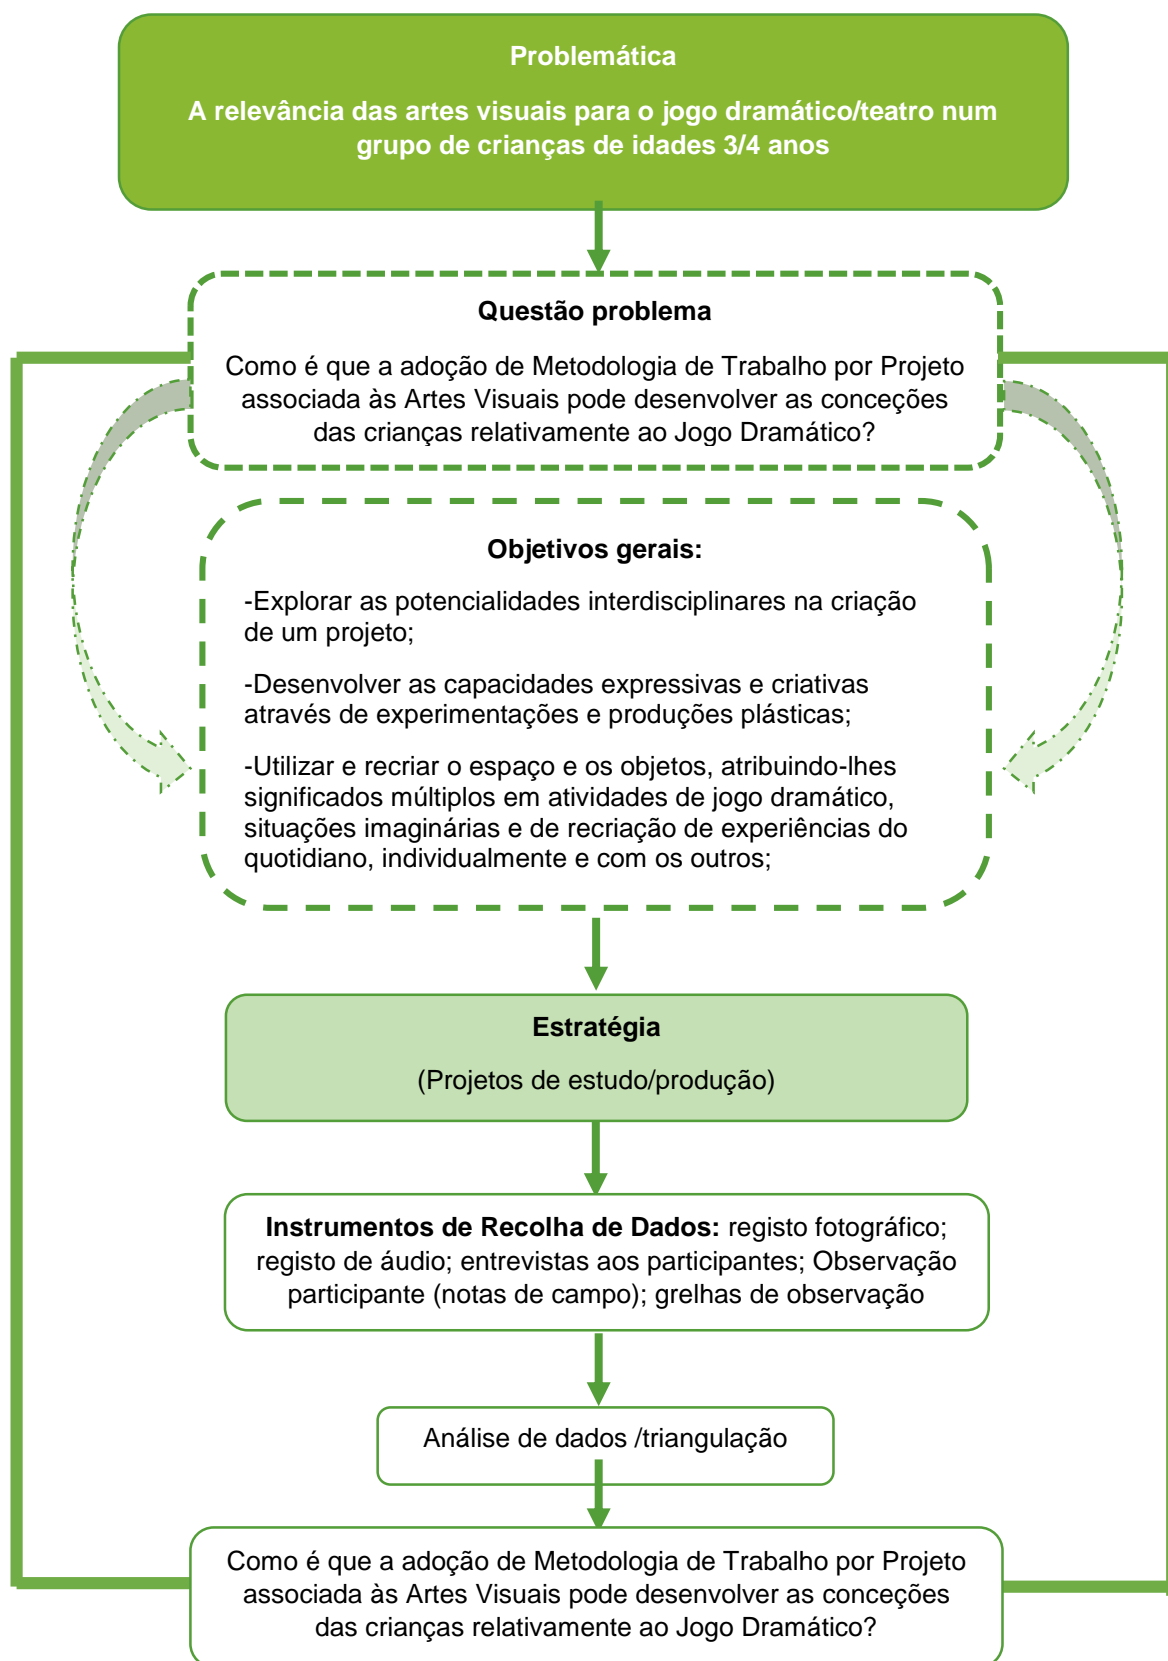 Problemática
A relevância das artes visuais para o jogo dramático/teatro num
grupo de crianças de idades 3/4 anos
Questão problema
Como é que a adoção de Metodologia de Trabalho por Projeto
associada às Artes Visuais pode desenvolver as conceções
das crianças relativamente ao Jogo Dramático?
Objetivos gerais:
-Explorar as potencialidades interdisciplinares na criação
de um projeto;
-Desenvolver as capacidades expressivas e criativas
através de experimentações e produções plásticas;
-Utilizar e recriar o espaço e os objetos, atribuindo-lhes
significados múltiplos em atividades de jogo dramático,
situações imaginárias e de recriação de experiências do
quotidiano, individualmente e com os outros;
Estratégia
(Projetos de estudo/produção)
Instrumentos de Recolha de Dados: registo fotográfico;
registo de áudio; entrevistas aos participantes; Observação
participante (notas de campo); grelhas de observação
Análise de dados /triangulação
Como é que a adoção de Metodologia de Trabalho por Projeto
associada às Artes Visuais pode desenvolver as conceções
das crianças relativamente ao Jogo Dramático?